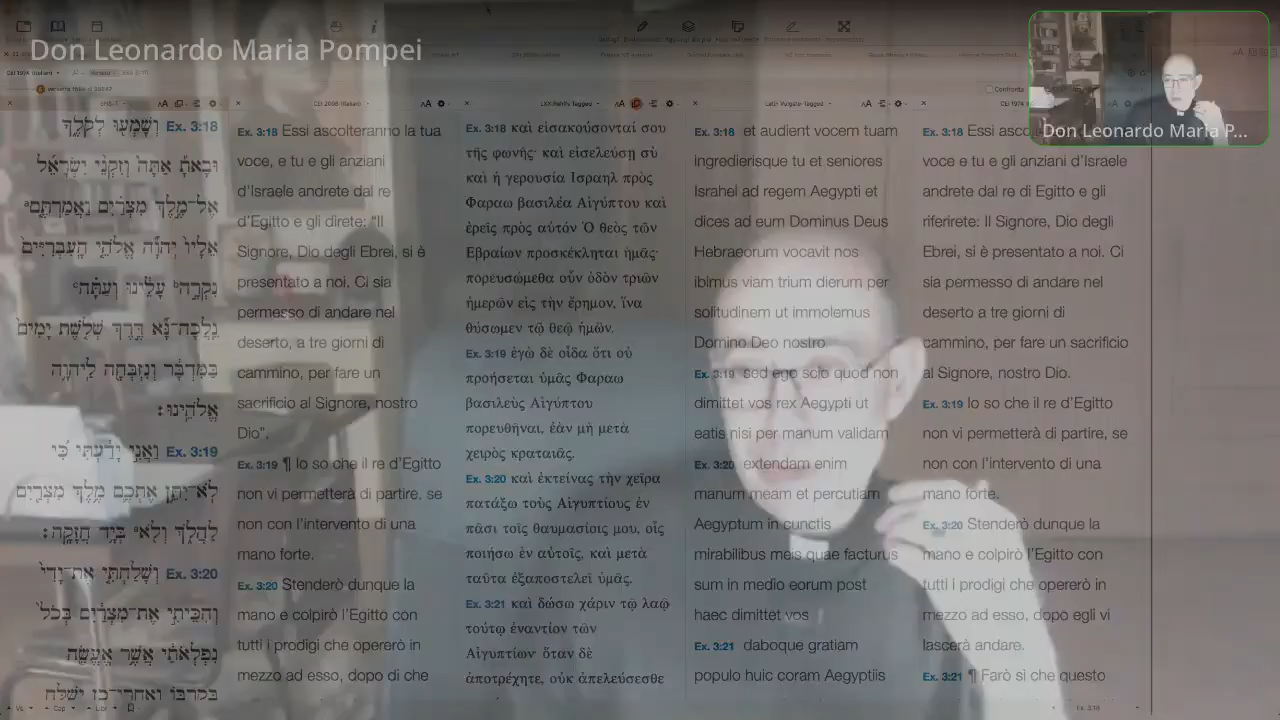 Don Leonardo Maria Pompei
Don Leonardo Maria P...
CEI 2008 (Italian)
LXX Rahlfs Tagged
Latin Vulgate-Tagged
CEI 1974
Confronta
Ex. 3:18 וְשָׁמְעוּ לְקֹלֶךָ
וּבָאתָ אַתָּה וְזִקְנֵי יִשְׂרָאֵל
אֶל־מֶלֶךְ מִצְרַיִם וַאֲמַרְתֶּם
אֵלָיו יְהוָה אֱלֹהֵי הָעִבְרִיִּים
נִקְרָה עָלֵינוּ וְעַתָּה
נֵלֲכָה־נָּא דֶּרֶךְ שְׁלֹשֶׁת יָמִים
בַּמִּדְבָּר וְנִזְבְּחָה לַיהוָה
אֱלֹהֵינוּ׃
Ex. 3:19 וַאֲנִי יָדַעְתִּי כִּי
לֹא־יִתֵּן אֶתְכֶם מֶלֶךְ מִצְרַיִם
לַהֲלֹךְ וְלֹא בְּיָד חֲזָקָה׃
Ex. 3:20 וְשָׁלַחְתִּי אֶת־יָדִי
וְהִכֵּיתִי אֶת־מִצְרַיִם בְּכֹל
נִפְלְאֹתַי אֲשֶׁר אֶעֱשֶׂה
בְּקִרְבּוֹ וְאַחֲרֵי־כֵן יְשַׁלַּח
Ex. 3:18 Essi ascolteranno la tua
voce, e tu e gli anziani
d'Israele andrete dal re
d'Egitto e gli direte: "Il
Signore, Dio degli Ebrei, si è
presentato a noi. Ci sia
permesso di andare nel
deserto, a tre giorni di
cammino, per fare un
sacrificio al Signore, nostro
Dio".
Ex. 3:19 ¶ Io so che il re d'Egitto
non vi permetterà di partire, se
non con l'intervento di una
mano forte.
Ex. 3:20 Stenderò dunque la
mano e colpirò l'Egitto con
tutti i prodigi che opererò in
mezzo ad esso, dopo di che
Ex. 3:18 καὶ εἰσακούσονταί σου
τῆς φωνῆς· καὶ εἰσελεύσῃ σὺ
καὶ ἡ γερουσία Ισραηλ πρὸς
Φαραω βασιλέα Αἰγύπτου καὶ
ἐρεῖς πρὸς αὐτόν Ὁ θεὸς τῶν
Εβραίων προσκέκληται ἡμᾶς·
πορευσώμεθα οὖν ὁδὸν τριῶν
ἡμερῶν εἰς τὴν ἔρημον, ἵνα
θύσωμεν τῷ θεῷ ἡμῶν.
Ex. 3:19 ἐγὼ δὲ οἶδα ὅτι οὐ
προήσεται ὑμᾶς Φαραω
βασιλεὺς Αἰγύπτου
πορευθῆναι, ἐὰν μὴ μετὰ
χειρὸς κραταιᾶς.
Ex. 3:20 καὶ ἐκτείνας τὴν χεῖρα
πατάξω τοὺς Αἰγυπτίους ἐν
πᾶσι τοῖς θαυμασίοις μου, οἷς
ποιήσω ἐν αὐτοῖς, καὶ μετὰ
ταῦτα ἐξαποστελεῖ ὑμᾶς.
Ex. 3:21 καὶ δώσω χάριν τῷ λαῷ
τούτῳ ἐναντίον τῶν
Αἰγυπτίων· ὅταν δὲ
ἀποτρέχητε, οὐκ ἀπελεύσεσθε
Ex. 3:18 et audient vocem tuam
ingredierisque tu et seniores
Israhel ad regem Aegypti et
dices ad eum Dominus Deus
Hebraeorum vocavit nos
ibimus viam trium dierum per
solitudinem ut immolemus
Domino Deo nostro
Ex. 3:19 sed ego scio quod non
dimittet vos rex Aegypti ut
eatis nisi per manum validam
Ex. 3:20 extendam enim
manum meam et percutiam
Aegyptum in cunctis
mirabilibus meis quae facturus
sum in medio eorum post
haec dimittet vos
Ex. 3:21 daboque gratiam
populo huic coram Aegyptiis
Ex. 3:18 Essi asco
voce e tu e gli anziani d'Israele
andrete dal re di Egitto e gli
riferirete: Il Signore, Dio degli
Ebrei, si è presentato a noi. Ci
sia permesso di andare nel
deserto a tre giorni di
cammino, per fare un sacrificio
al Signore, nostro Dio.
Ex. 3:19 Io so che il re d'Egitto
non vi permetterà di partire, se
non con l'intervento di una
mano forte.
Ex. 3:20 Stenderò dunque la
mano e colpirò l'Egitto con
tutti i prodigi che opererò in
mezzo ad esso, dopo egli vi
lascerà andare.
Ex. 3:21 ¶ Farò sì che questo
Ex. 3:18